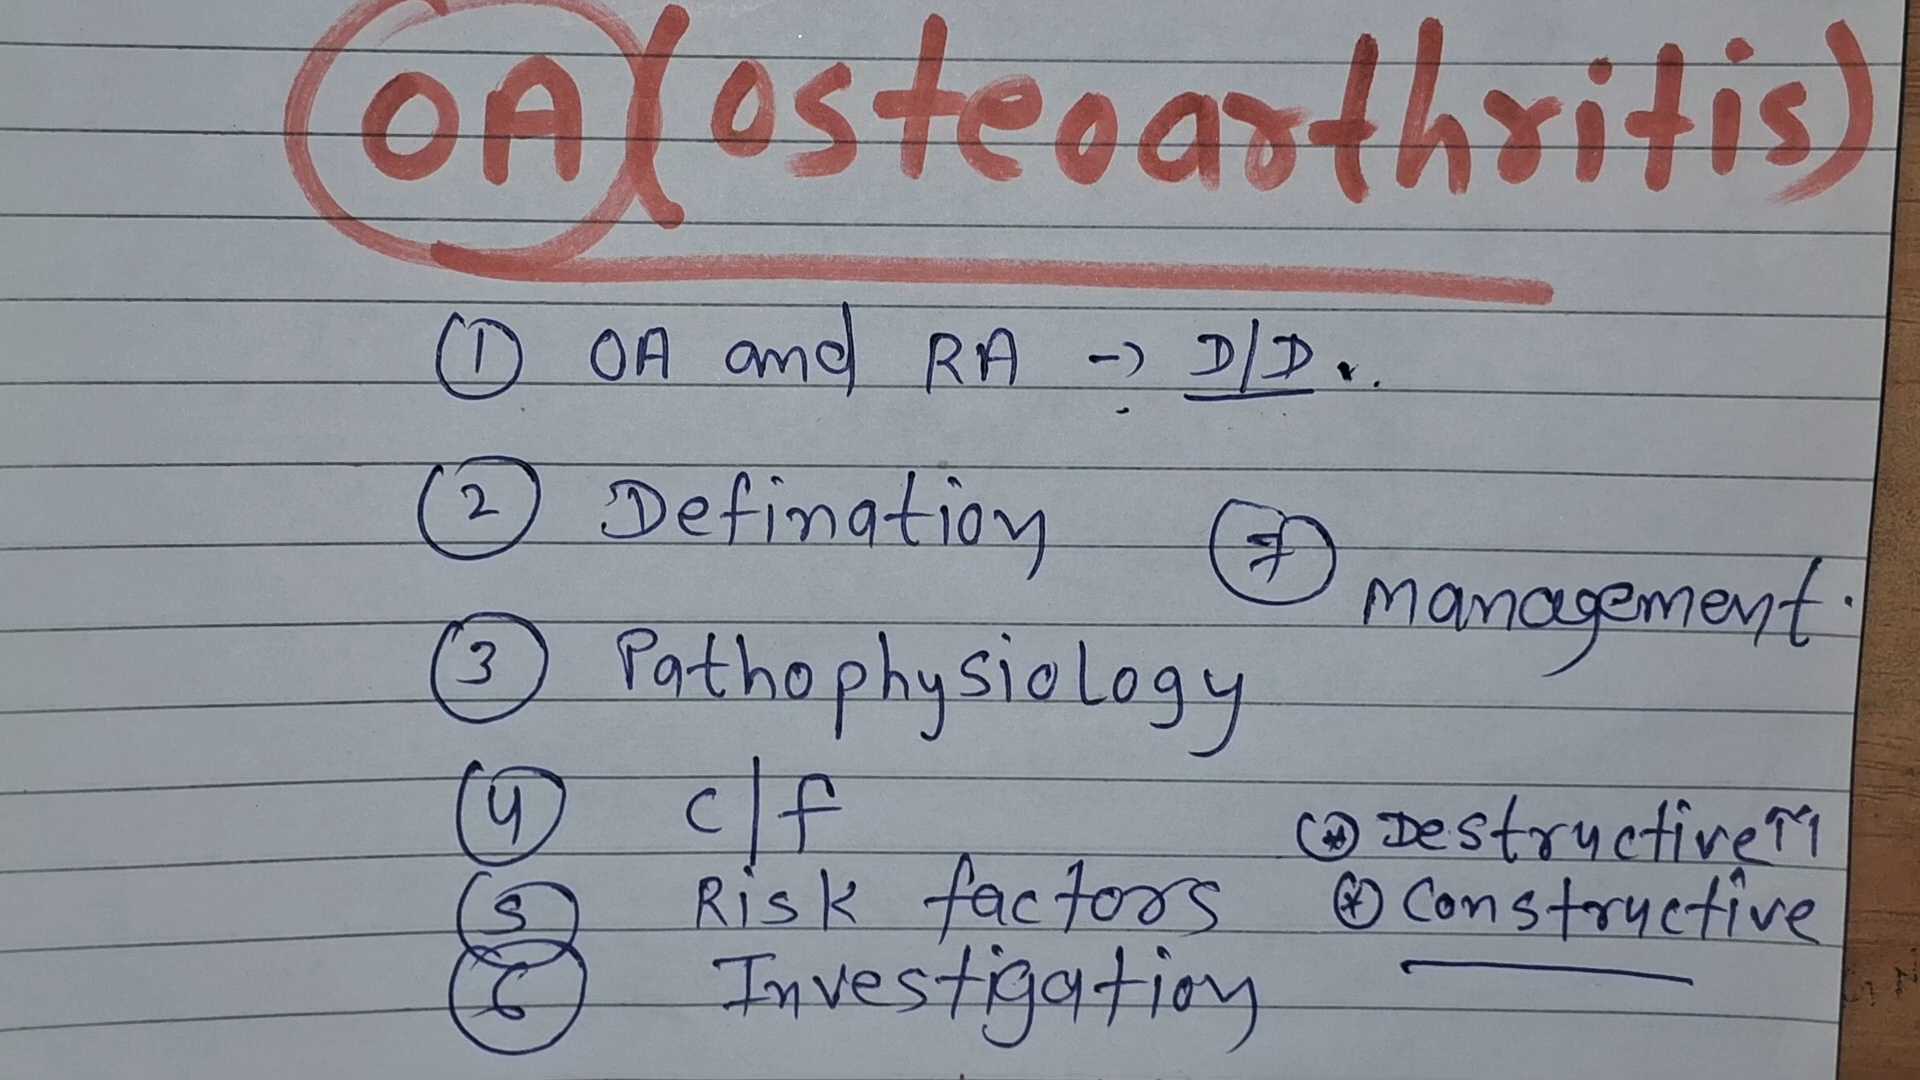 OA (osteoarthritis)
① OA and RA → D/D.
② Defination
⑦ management.
③ Pathophysiology
④ c/f
Destructive ↑↑
⑤ Risk factors
Constructive
⑥ Investigation